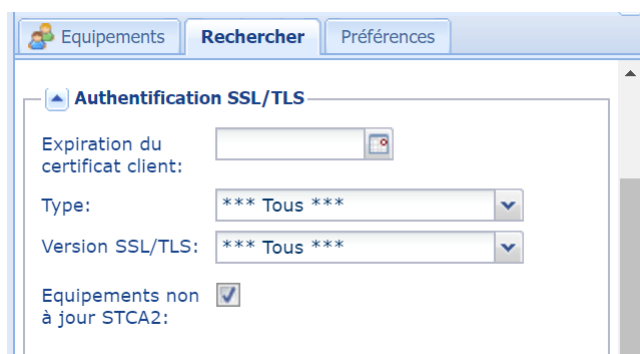 Equipements Rechercher Préférences
Authentification SSL/TLS
Expiration du
certificat client:
Type: *** Tous ***
Version SSL/TLS: *** Tous ***
Equipements non
à jour STCA2: